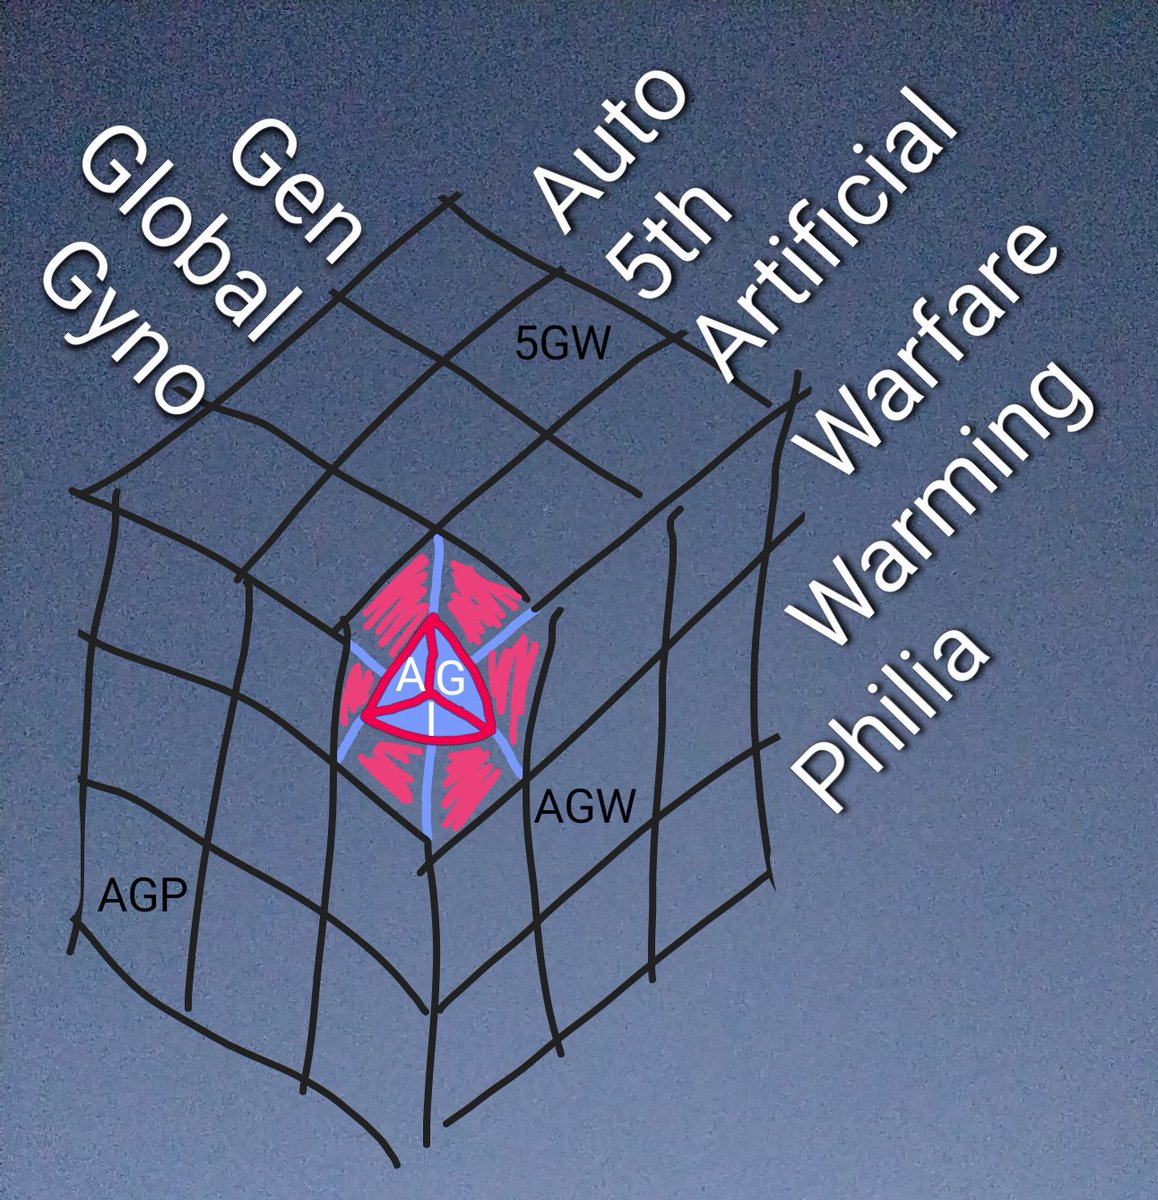 Gen
Global
Gyno
Auto
5th
Artificial
Warfare
Warming
Philia
5GW
A G
I
AGW
AGP